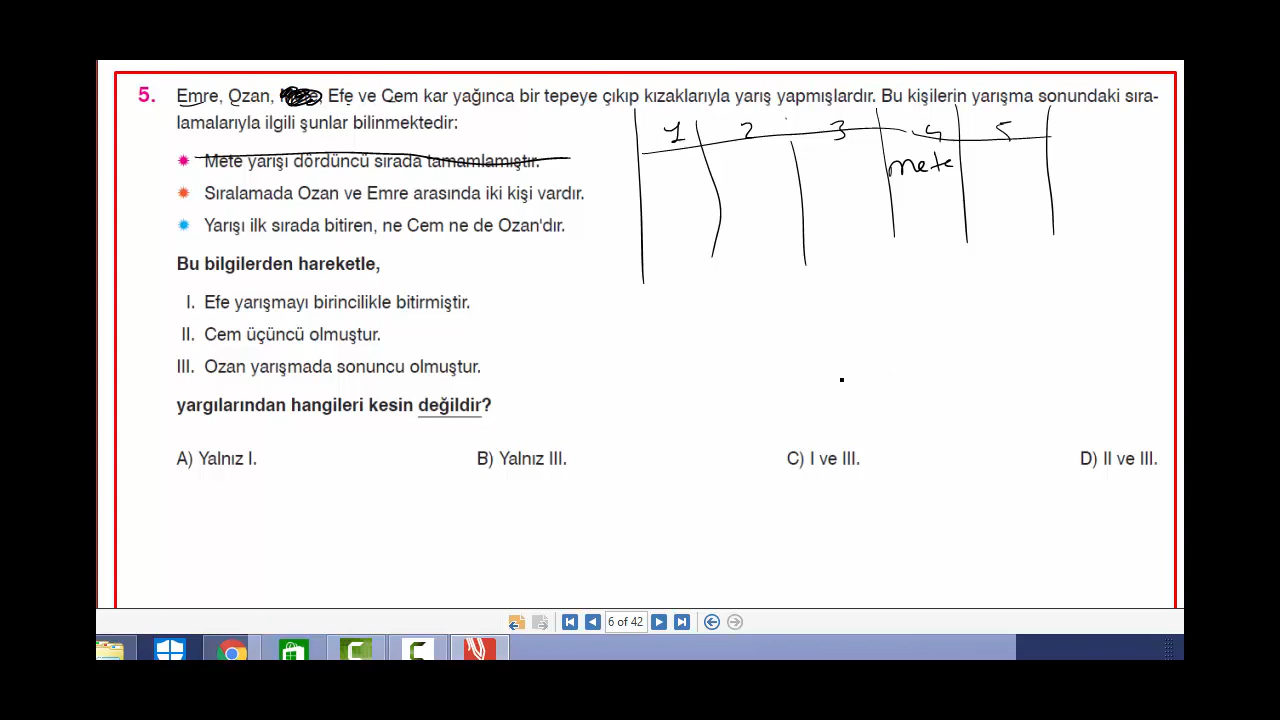 5. Emre, Ozan, Efe ve Cem kar yağınca bir tepeye çıkıp kızaklarıyla yarış yapmışlardır. Bu kişilerin yarışma sonundaki sıra-
lamalarıyla ilgili şunlar bilinmektedir:
1 2 3 4 5
Mete yarışı dördüncü sırada tamamlamıştır.
mete
Sıralamada Ozan ve Emre arasında iki kişi vardır.
Yarışı ilk sırada bitiren, ne Cem ne de Ozan'dır.
Bu bilgilerden hareketle,
I. Efe yarışmayı birincilikle bitirmiştir.
II. Cem üçüncü olmuştur.
III. Ozan yarışmada sonuncu olmuştur.
yargılarından hangileri kesin değildir?
A) Yalnız I. B) Yalnız III. C) I ve III. D) II ve III.
6 of 42